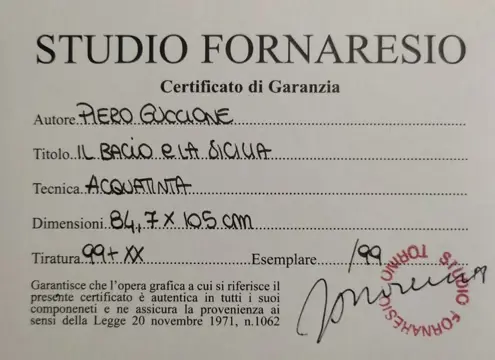 STUDIO FORNARESIO
Certificato di Garanzia
Autore PIERO GUCCIONE
Titolo IL BACIO E LA SICILIA
Tecnica ACQUATINTA
Dimensioni 84,7 X 105 cm
Tiratura 99 + XX Esemplare /99
Garantisce che l'opera grafica a cui si riferisce il
presente certificato è autentica in tutti i suoi
componeneti e ne assicura la provenienza ai
sensi della Legge 20 novembre 1971, n.1062
STUDIO FORNARESIO TORINO